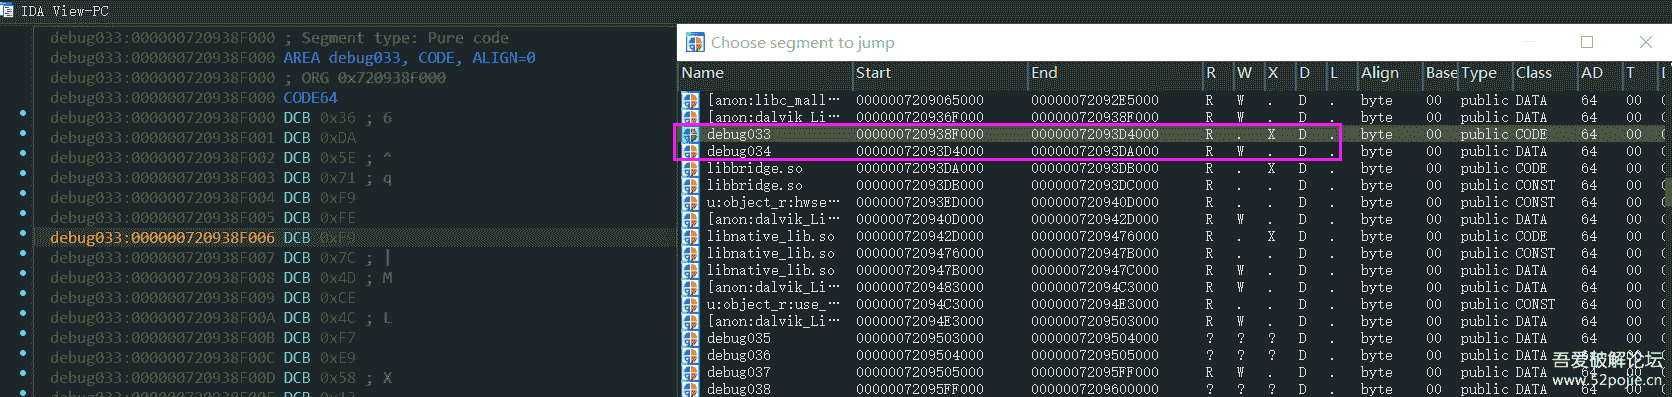 IDA View-PC
debug033:000000720938F000 ; Segment type: Pure code
debug033:000000720938F000 AREA debug033, CODE, ALIGN=0
debug033:000000720938F000 ; ORG 0x720938F000
debug033:000000720938F000 CODE64
debug033:000000720938F000 DCB 0x36 ; 6
debug033:000000720938F001 DCB 0xDA
debug033:000000720938F002 DCB 0x5E ; ^
debug033:000000720938F003 DCB 0x71 ; q
debug033:000000720938F004 DCB 0xF9
debug033:000000720938F005 DCB 0xFE
debug033:000000720938F006 DCB 0xF9
debug033:000000720938F007 DCB 0x7C ; |
debug033:000000720938F008 DCB 0x4D ; M
debug033:000000720938F009 DCB 0xCE
debug033:000000720938F00A DCB 0x4C ; L
debug033:000000720938F00B DCB 0xF7
debug033:000000720938F00C DCB 0xE9
debug033:000000720938F00D DCB 0x58 ; X
Choose segment to jump
Name Start End R W X D L Align Base Type Class AD T
[anon:libc_mall… 0000007209065000 00000072092E5000 R W . D . byte 00 public DATA 64 00
[anon:dalvik_Li… 000000720936F000 000000720938F000 R W . D . byte 00 public DATA 64 00
debug033 000000720938F000 00000072093D4000 R . X D . byte 00 public CODE 64 00
debug034 00000072093D4000 00000072093DA000 R W . D . byte 00 public DATA 64 00
libbridge.so 00000072093DA000 00000072093DB000 R . X D . byte 00 public CODE 64 00
libbridge.so 00000072093DB000 00000072093DC000 R . . D . byte 00 public CONST 64 00
u:object_r:hwse… 00000072093ED000 000000720940D000 R . . D . byte 00 public CONST 64 00
[anon:dalvik_Li… 000000720940D000 000000720942D000 R W . D . byte 00 public DATA 64 00
libnative_lib.so 000000720942D000 0000007209476000 R . X D . byte 00 public CODE 64 00
libnative_lib.so 0000007209476000 000000720947B000 R . . D . byte 00 public CONST 64 00
libnative_lib.so 000000720947B000 000000720947C000 R W . D . byte 00 public DATA 64 00
[anon:dalvik_Li… 0000007209483000 00000072094C3000 R W . D . byte 00 public DATA 64 00
u:object_r:use_… 00000072094C3000 00000072094E3000 R . . D . byte 00 public CONST 64 00
[anon:dalvik_Li… 00000072094E3000 0000007209503000 R W . D . byte 00 public DATA 64 00
debug035 0000007209503000 0000007209504000 ? ? ? D . byte 00 public DATA 64 00
debug036 0000007209504000 0000007209505000 ? ? ? D . byte 00 public DATA 64 00
debug037 0000007209505000 00000072095FF000 R W . D . byte 00 public DATA 64 00
debug038 00000072095FF000 0000007209600000 ? ? ? D . byte 00 public DATA 64 00
吾爱破解论坛
www.52pojie.cn